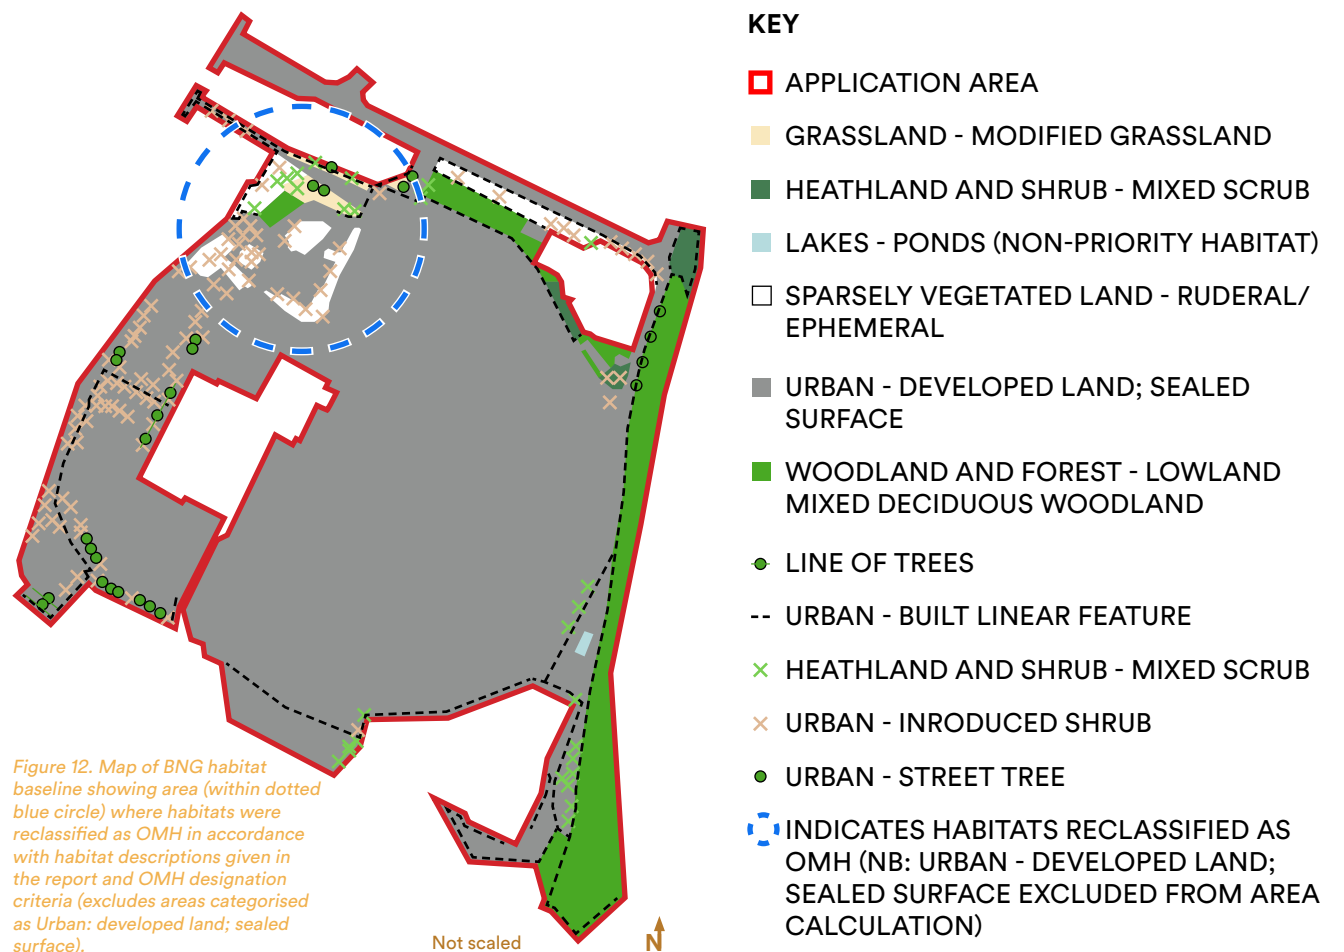 KEY
APPLICATION AREA
GRASSLAND - MODIFIED GRASSLAND
HEATHLAND AND SHRUB - MIXED SCRUB
LAKES - PONDS (NON-PRIORITY HABITAT)
SPARSELY VEGETATED LAND - RUDERAL/
EPHEMERAL
URBAN - DEVELOPED LAND; SEALED
SURFACE
WOODLAND AND FOREST - LOWLAND
MIXED DECIDUOUS WOODLAND
LINE OF TREES
URBAN - BUILT LINEAR FEATURE
HEATHLAND AND SHRUB - MIXED SCRUB
URBAN - INRODUCED SHRUB
URBAN - STREET TREE
INDICATES HABITATS RECLASSIFIED AS
OMH (NB: URBAN - DEVELOPED LAND;
SEALED SURFACE EXCLUDED FROM AREA
CALCULATION)
Figure 12. Map of BNG habitat
baseline showing area (within dotted
blue circle) where habitats were
reclassified as OMH in accordance
with habitat descriptions given in
the report and OMH designation
criteria (excludes areas categorised
as Urban: developed land; sealed
surface).
Not scaled
N